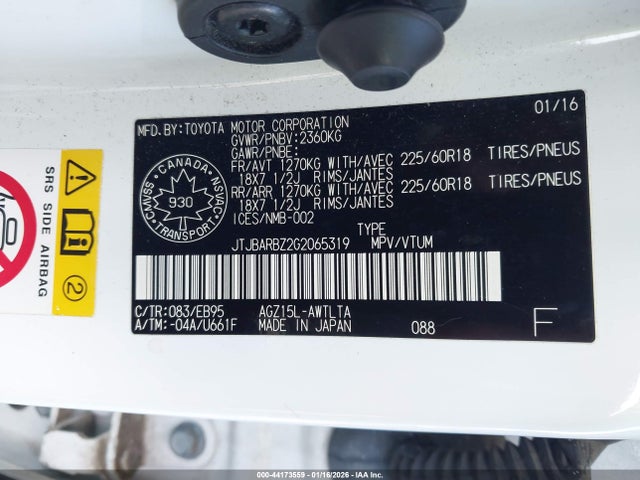 MFD.BY:TOYOTA MOTOR CORPORATION 01/16
GVWR/PNBV:2360KG
GAWR/PNBE:
FR/AVT 1270KG WITH/AVEC 225/60R18 TIRES/PNEUS
18X7 1/2J RIMS/JANTES
RR/ARR 1270KG WITH/AVEC 225/60R18 TIRES/PNEUS
18X7 1/2J RIMS/JANTES
ICES/NMB-002
TYPE
JTJBARBZ2G2065319 MPV/VTUM
CANADA
CMVSS 930 NSVAC
TRANSPORT
C/TR:083/EB95 AGZ15L-AWTLTA
A/TM:-04A/U661F MADE IN JAPAN 088 F
SRS SIDE AIRBAG
2
000-44173559 - 01/16/2026 - IAA Inc.